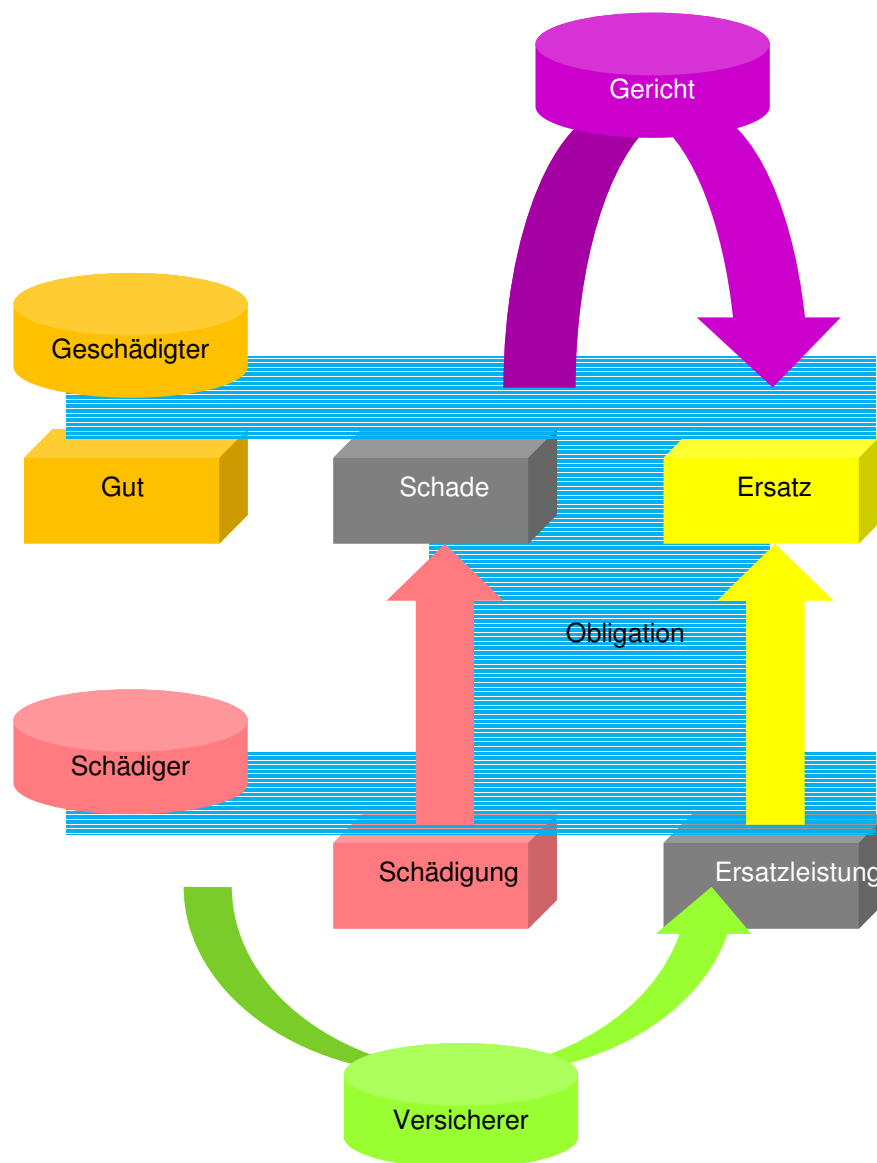 Gericht
Geschädigter
Gut
Schade
Ersatz
Obligation
Schädiger
Schädigung
Ersatzleistung
Versicherer